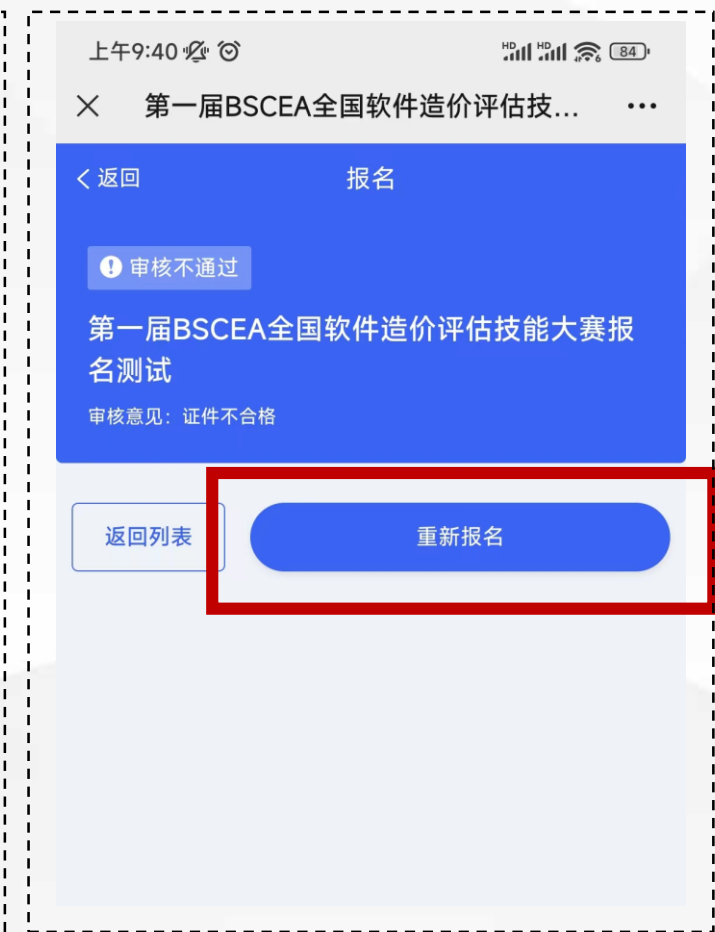 上午9:40
HD HD 6 84
第一届BSCEA全国软件造价评估技...
返回 报名
审核不通过
第一届BSCEA全国软件造价评估技能大赛报
名测试
审核意见：证件不合格
返回列表 重新报名